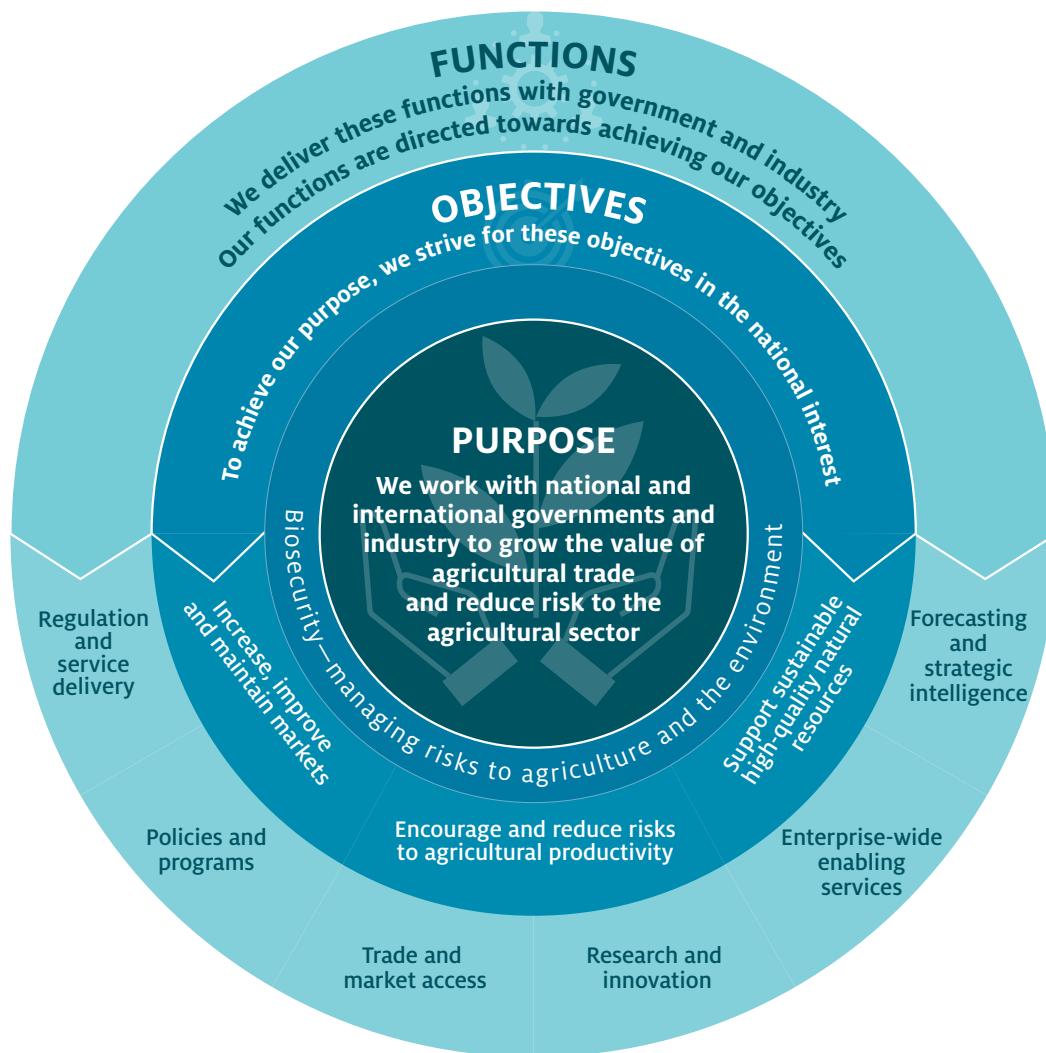 FUNCTIONS
We deliver these functions with government and industry
Our functions are directed towards achieving our objectives
OBJECTIVES
To achieve our purpose, we strive for these objectives in the national interest
PURPOSE
We work with national and
international governments and
industry to grow the value of
agricultural trade
and reduce risk to the
agricultural sector
Biosecurity—managing risks to agriculture and the environment
Increase, improve
and maintain markets
Encourage and reduce risks
to agricultural productivity
Support sustainable
high-quality natural
resources
Regulation
and
service
delivery
Policies and
programs
Trade and
market access
Research and
innovation
Enterprise-wide
enabling
services
Forecasting
and
strategic
intelligence